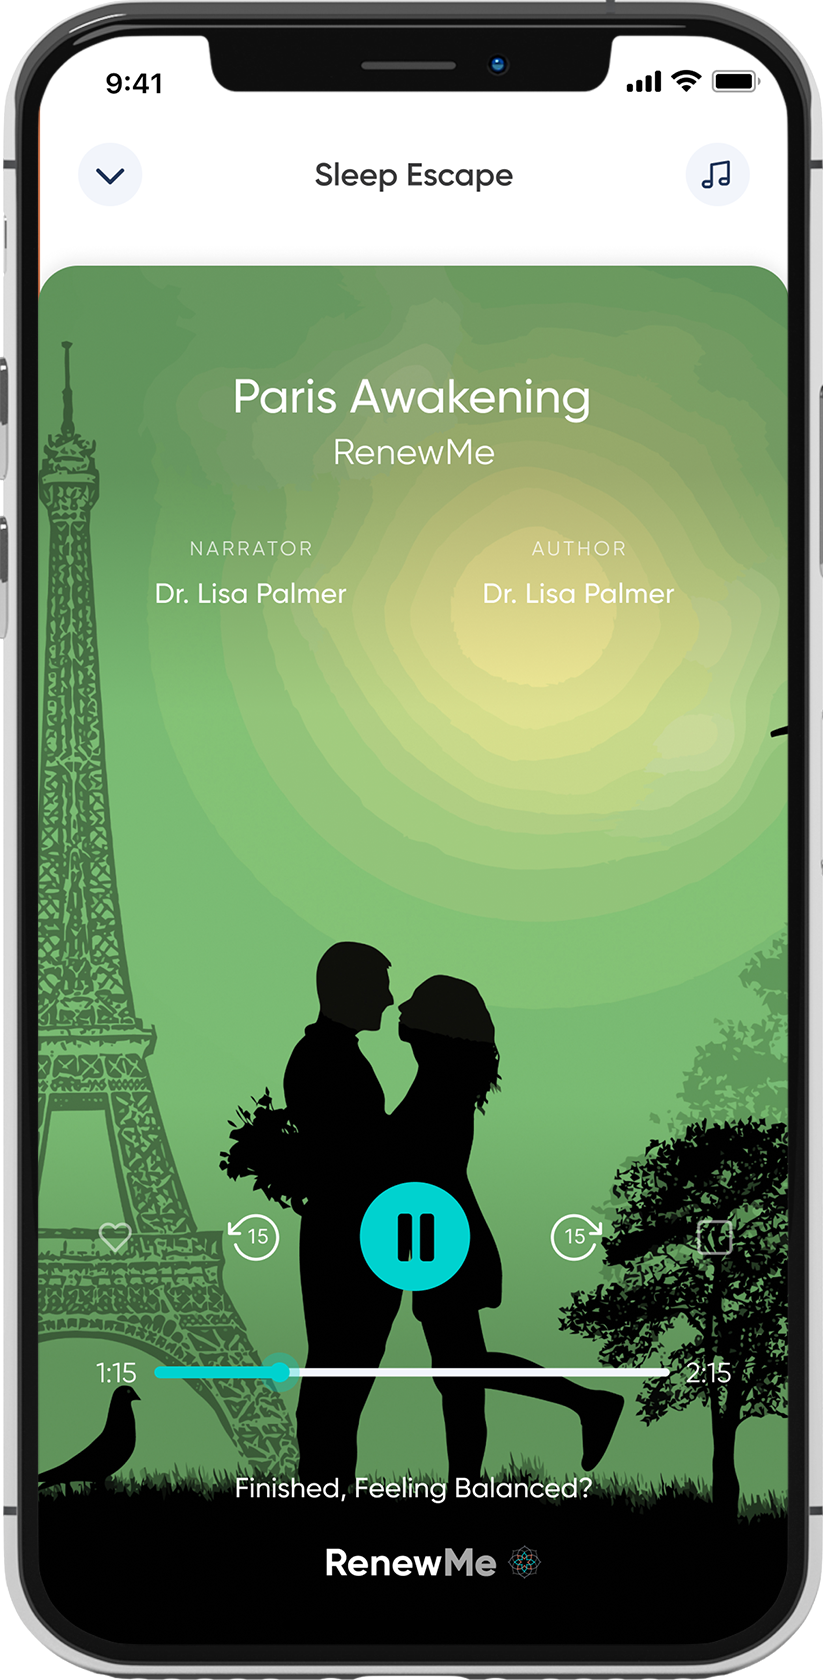 9:41
Sleep Escape
Paris Awakening
RenewMe
NARRATOR
AUTHOR
Dr. Lisa Palmer
Dr. Lisa Palmer
15
15
1:15
2:15
Finished, Feeling Balanced?
RenewMe